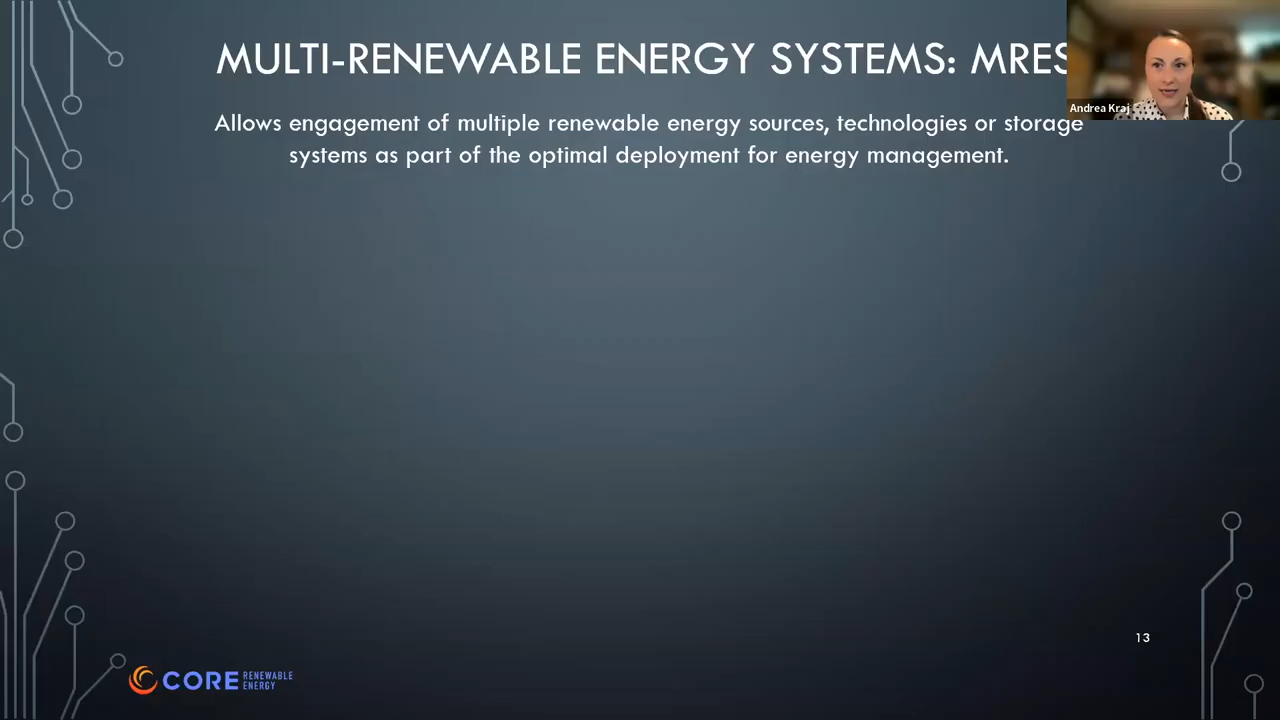 MULTI-RENEWABLE ENERGY SYSTEMS: MRES
Andrea Kraj
Allows engagement of multiple renewable energy sources, technologies or storage
systems as part of the optimal deployment for energy management.
13
CORE RENEWABLE
ENERGY